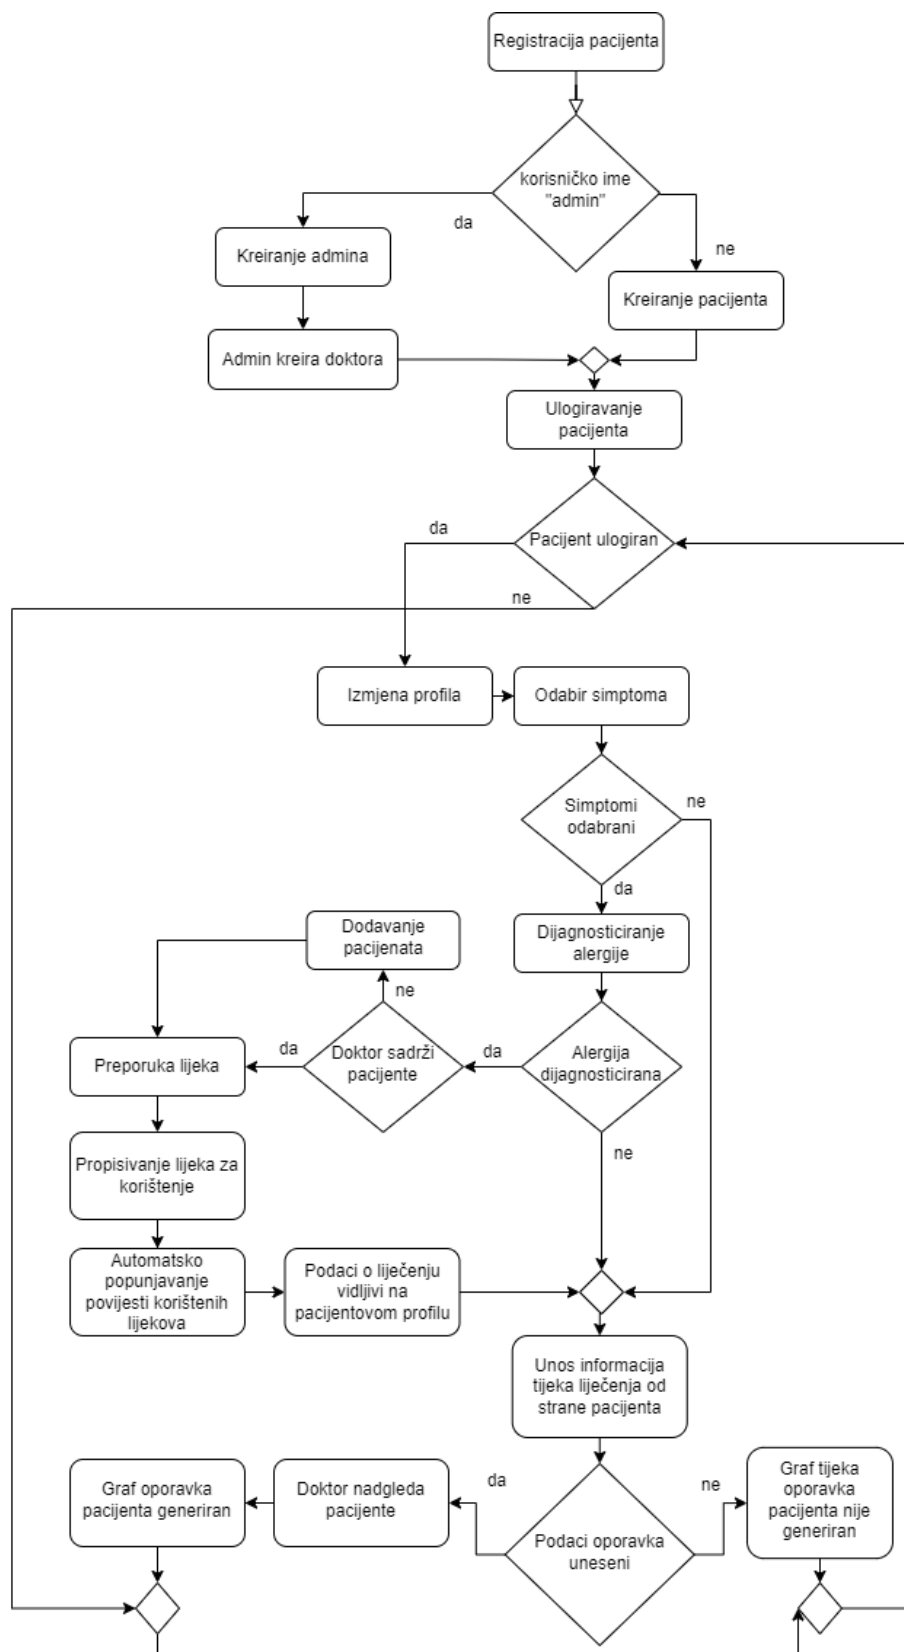 Registracija pacijenta
korisničko ime
"admin"
da
ne
Kreiranje admina
Kreiranje pacijenta
Admin kreira doktora
Ulogiravanje
pacijenta
da
Pacijent ulogiran
ne
Izmjena profila
Odabir simptoma
Simptomi
odabrani
ne
da
Dodavanje
pacijenata
Dijagnosticiranje
alergije
ne
da
Doktor sadrži
pacijente
da
Alergija
dijagnosticirana
Preporuka lijeka
ne
Propisivanje lijeka za
korištenje
Automatsko
popunjavanje
povijesti korištenih
lijekova
Podaci o liječenju
vidljivi na
pacijentovom profilu
Unos informacija
tijeka liječenja od
strane pacijenta
Graf oporavka
pacijenta generiran
Doktor nadgleda
pacijente
da
Podaci oporavka
uneseni
ne
Graf tijeka
oporavka
pacijenta nije
generiran